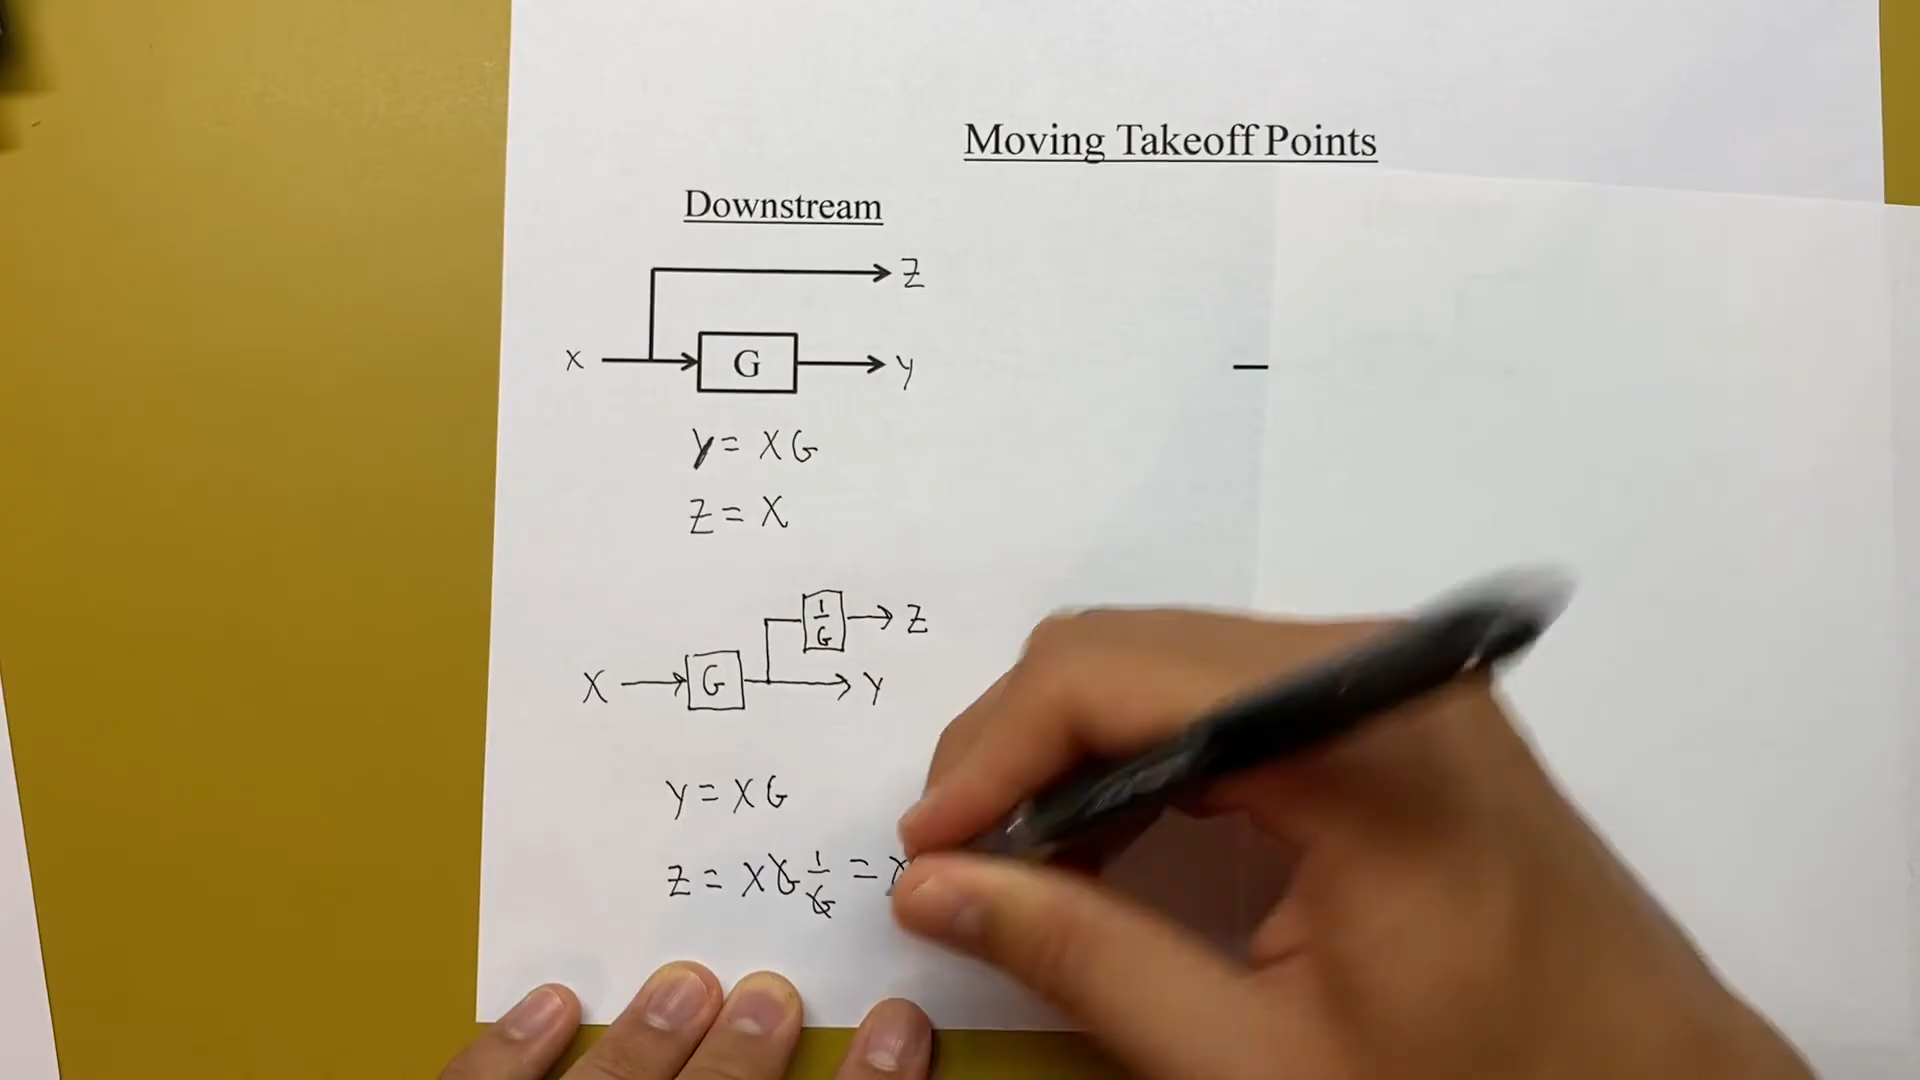 Moving Takeoff Points
Downstream
Z
X G Y
Y = XG
Z = X
1/G Z
X G Y
Y = XG
Z = XG 1/G = X